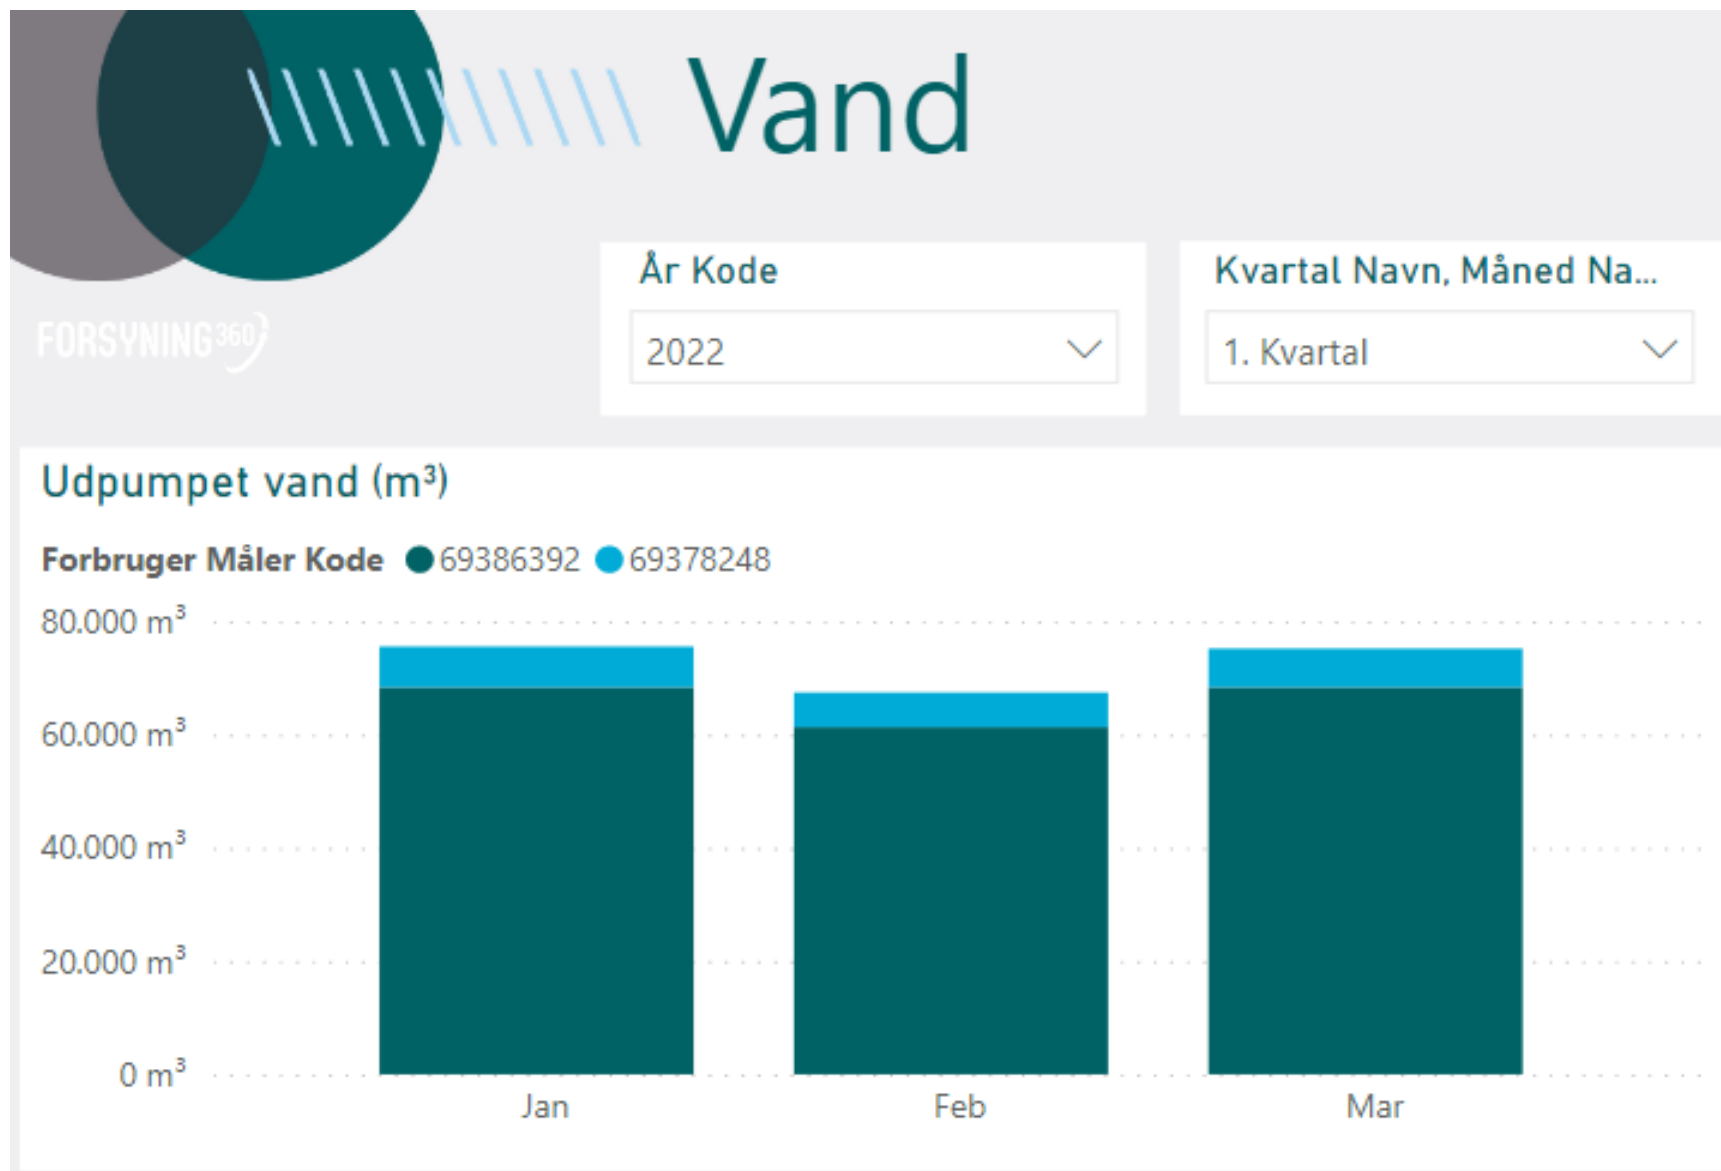 Vand
År Kode
Kvartal Navn, Måned Na...
FORSYNING360
2022
1. Kvartal
Udpumpet vand (m³)
Forbruger Måler Kode 69386392 69378248
80.000 m³
60.000 m³
40.000 m³
20.000 m³
0 m³
Jan Feb Mar